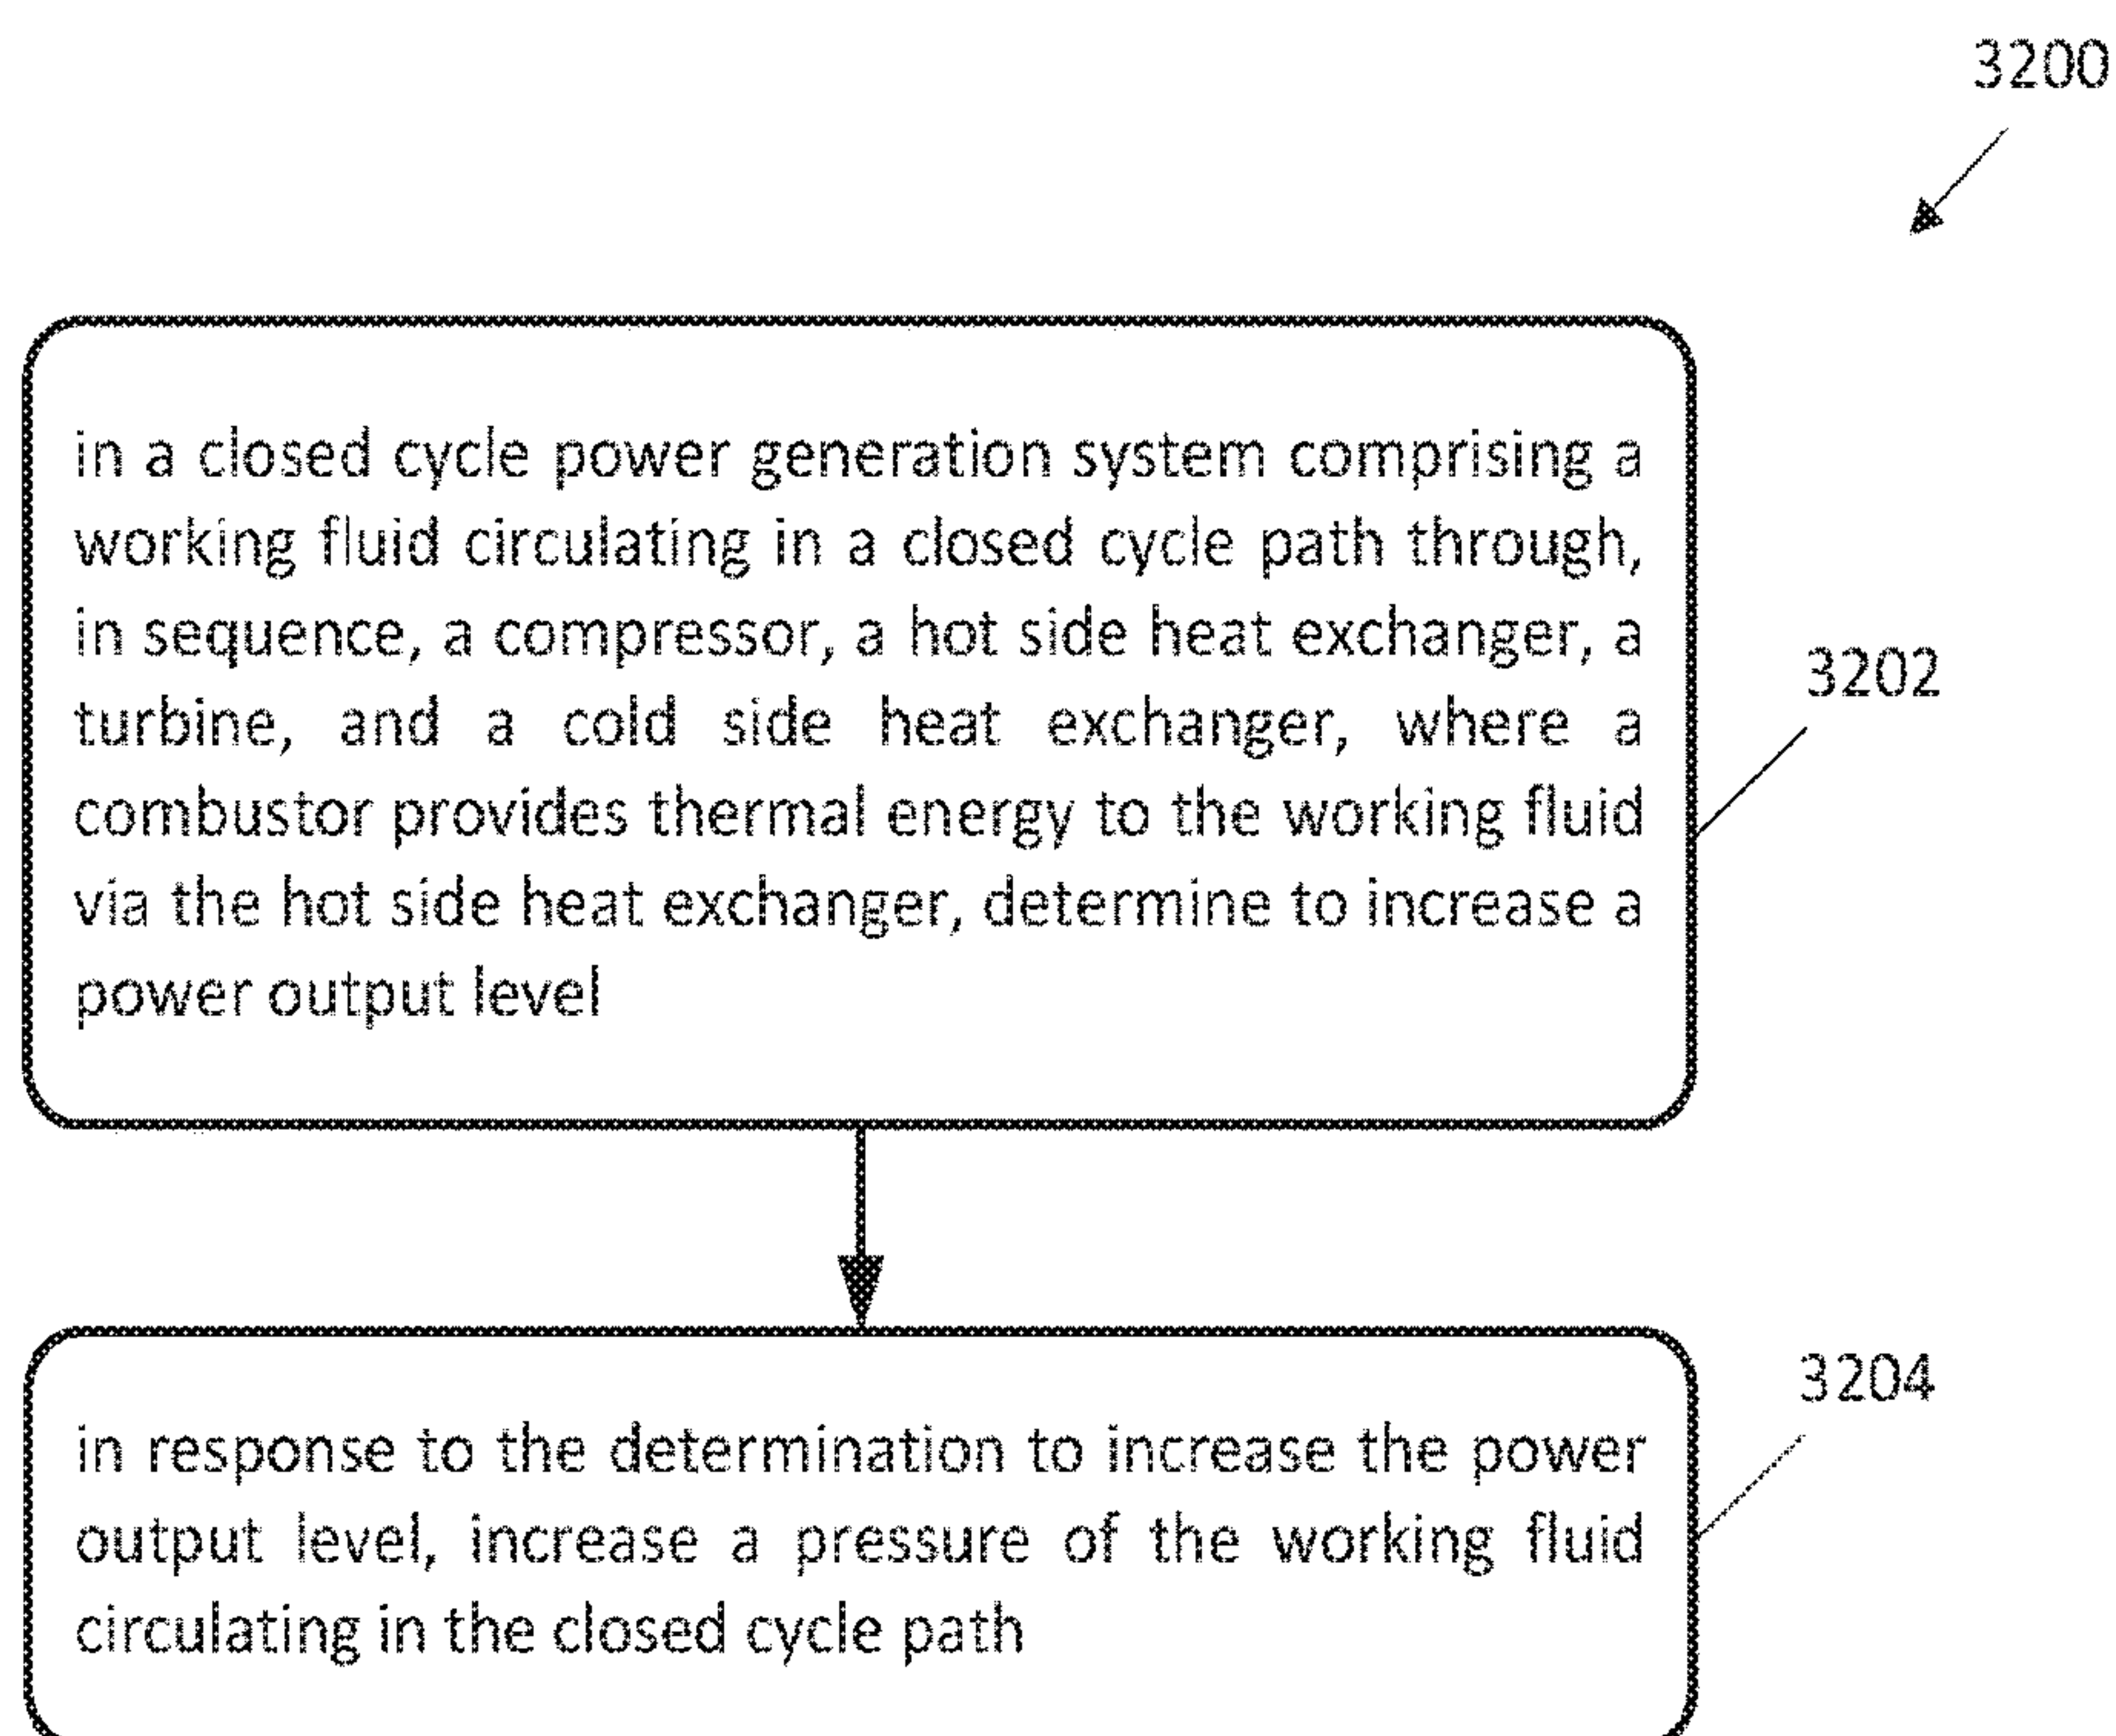 3200
in a closed cycle power generation system comprising a
working fluid circulating in a closed cycle path through,
in sequence, a compressor, a hot side heat exchanger, a
turbine, and a cold side heat exchanger, where a
combustor provides thermal energy to the working fluid
via the hot side heat exchanger, determine to increase a
power output level
3202
in response to the determination to increase the power
output level, increase a pressure of the working fluid
circulating in the closed cycle path
3204